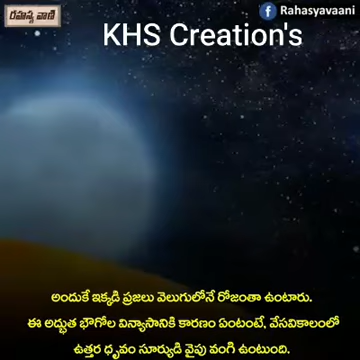 రహస్య వాణి
Rahasyavaani
KHS Creation's
అందుకే ఇక్కడి ప్రజలు వెలుగులోనే రోజంతా ఉంటారు.
ఈ అద్భుత భౌగోళ విన్యాసానికి కారణం ఏంటంటే, వేసవికాలంలో
ఉత్తర ధృవం సూర్యుడి వైపు వంగి ఉంటుంది.